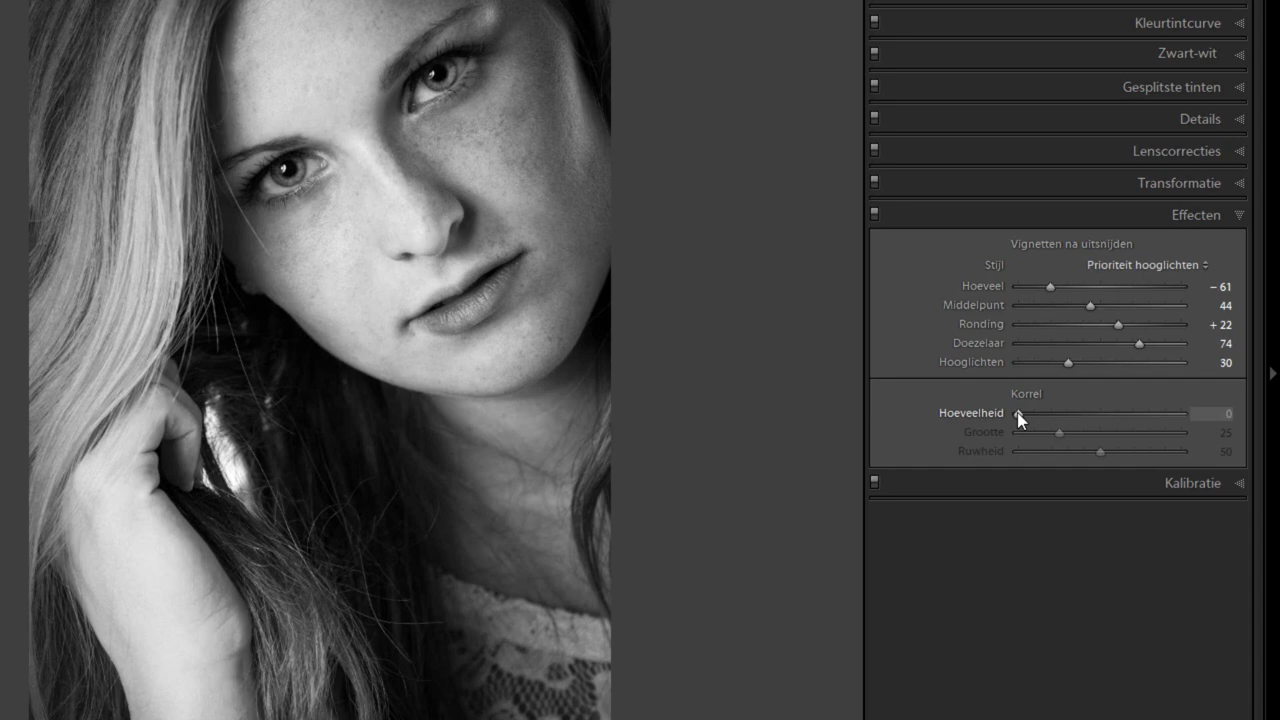 Kleurtintcurve
Zwart-wit
Gesplitste tinten
Details
Lenscorrecties
Transformatie
Effecten
Vignetten na uitsnijden
Stijl Prioriteit hooglichten
Hoeveel − 61
Middelpunt 44
Ronding + 22
Doezelaar 74
Hooglichten 30
Korrel
Hoeveelheid 0
Grootte 25
Ruwheid 50
Kalibratie